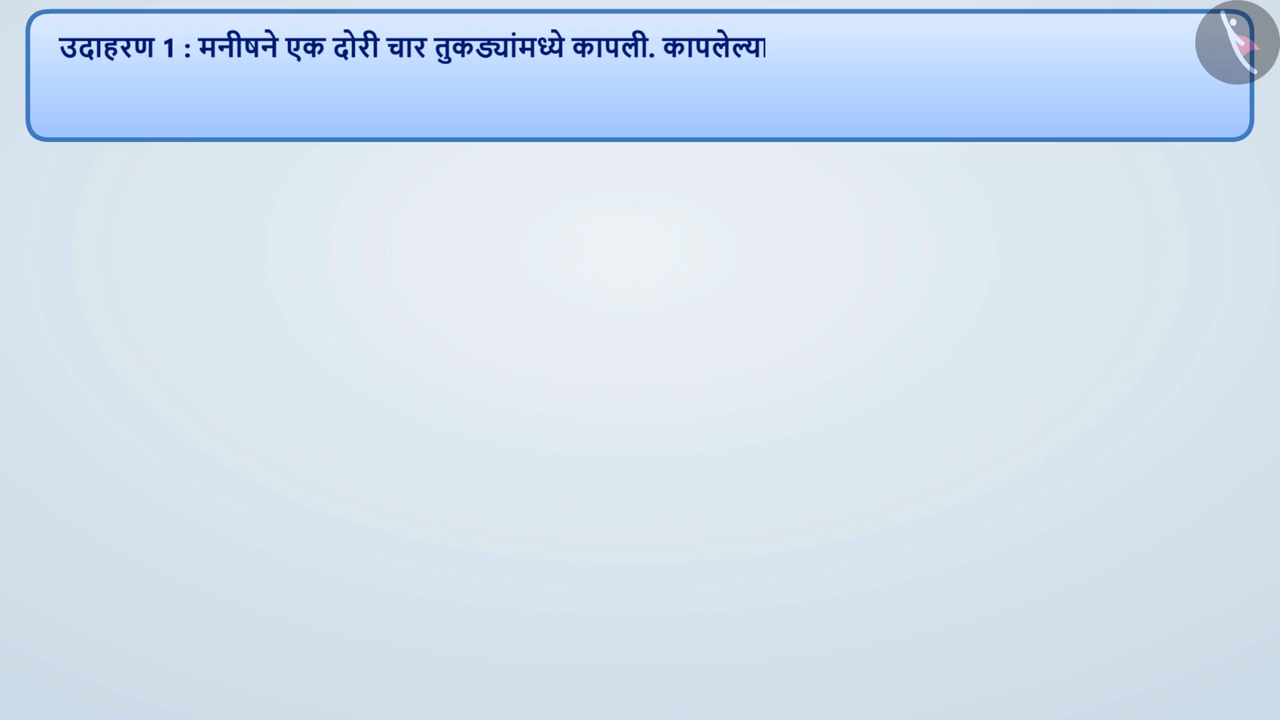 उदाहरण 1 : मनीषने एक दोरी चार तुकड्यांमध्ये कापली. कापलेल्या